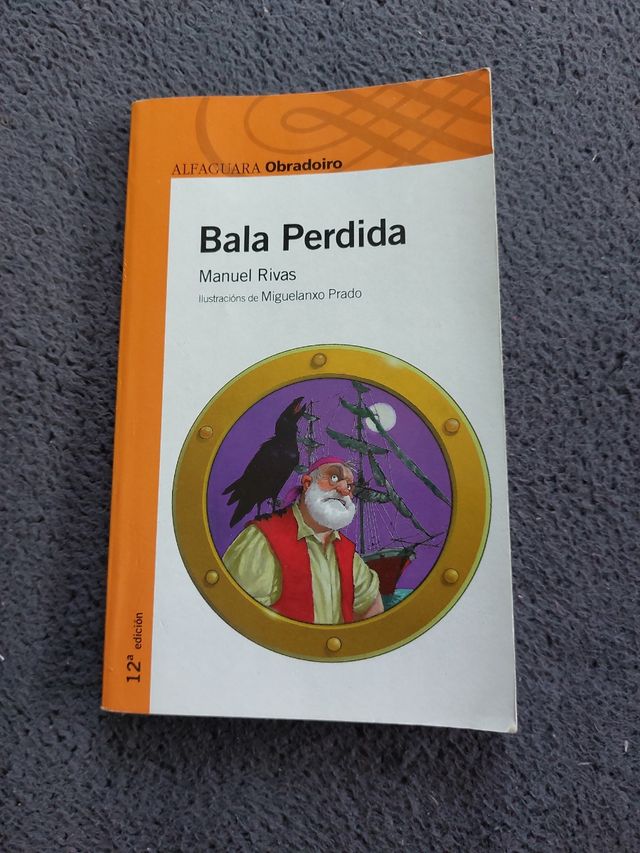 ALFAGUARA Obradoiro
Bala Perdida
Manuel Rivas
Ilustracións de Miguelanxo Prado
12ª edición